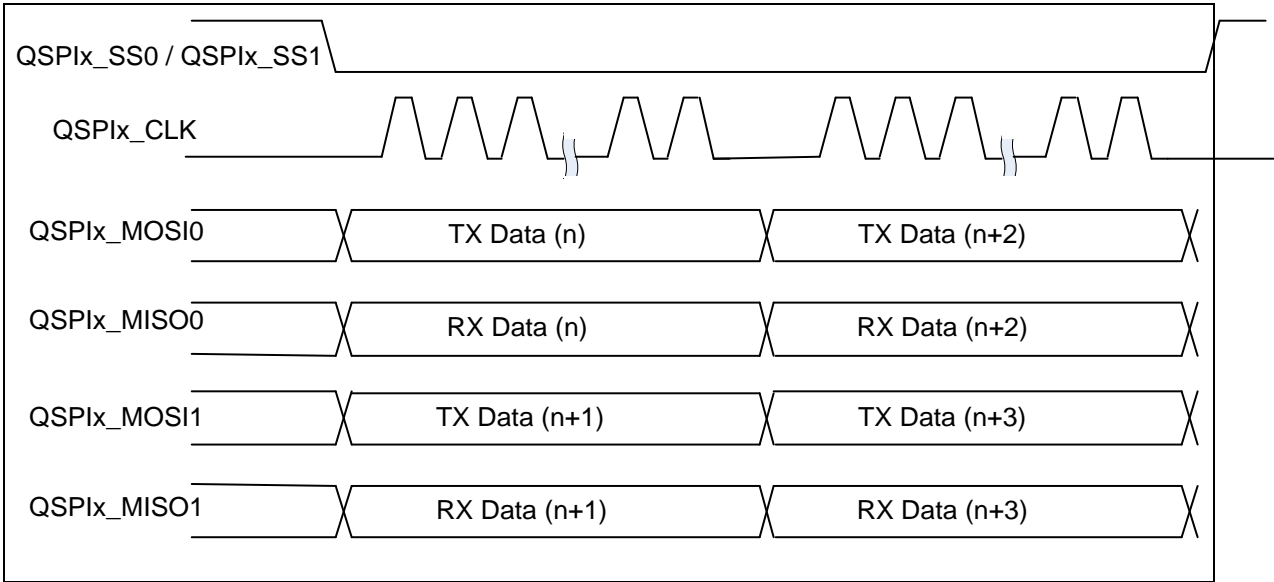 QSPIx_SS0 / QSPIx_SS1
QSPIx_CLK
QSPIx_MOSI0 TX Data (n) TX Data (n+2)
QSPIx_MISO0 RX Data (n) RX Data (n+2)
QSPIx_MOSI1 TX Data (n+1) TX Data (n+3)
QSPIx_MISO1 RX Data (n+1) RX Data (n+3)